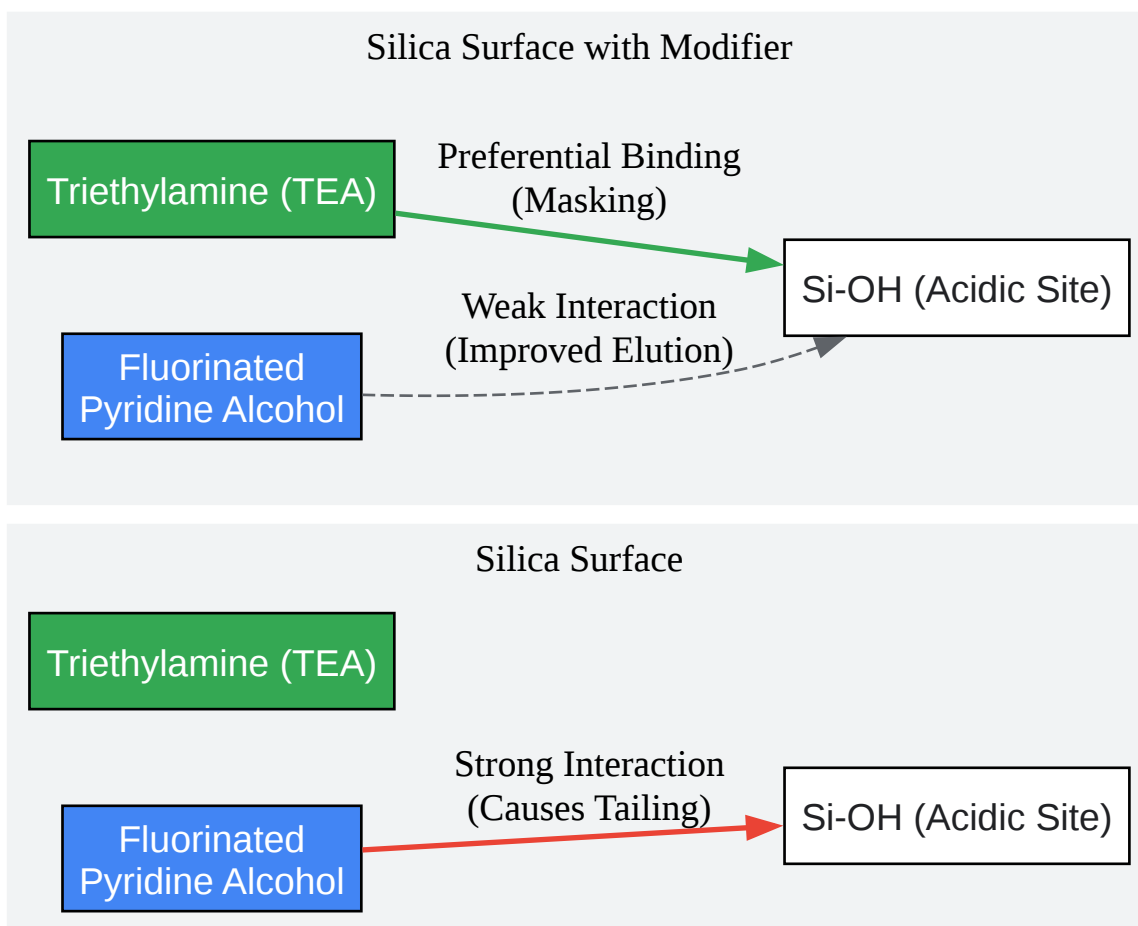 Silica Surface with Modifier
Triethylamine (TEA)
Preferential Binding
(Masking)
Si-OH (Acidic Site)
Weak Interaction
(Improved Elution)
Fluorinated
Pyridine Alcohol
Silica Surface
Triethylamine (TEA)
Strong Interaction
(Causes Tailing)
Si-OH (Acidic Site)
Fluorinated
Pyridine Alcohol